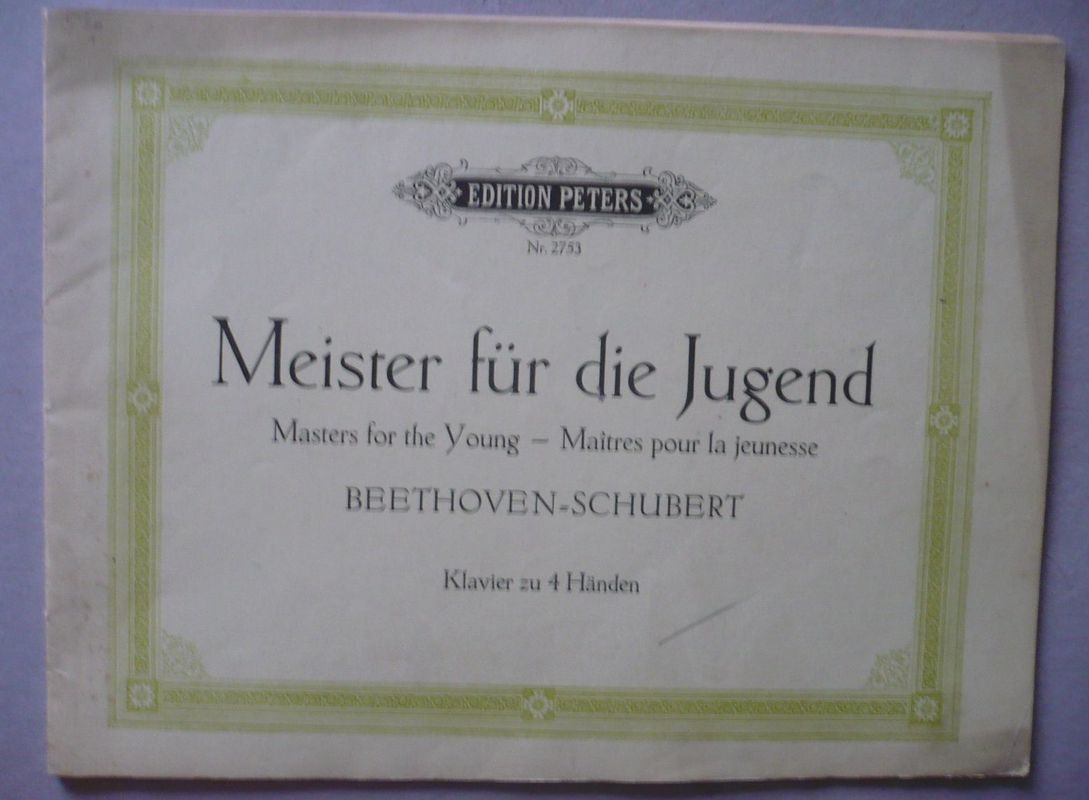 EDITION PETERS
Nr. 2753
Meister für die Jugend
Masters for the Young – Maîtres pour la jeunesse
BEETHOVEN-SCHUBERT
Klavier zu 4 Händen